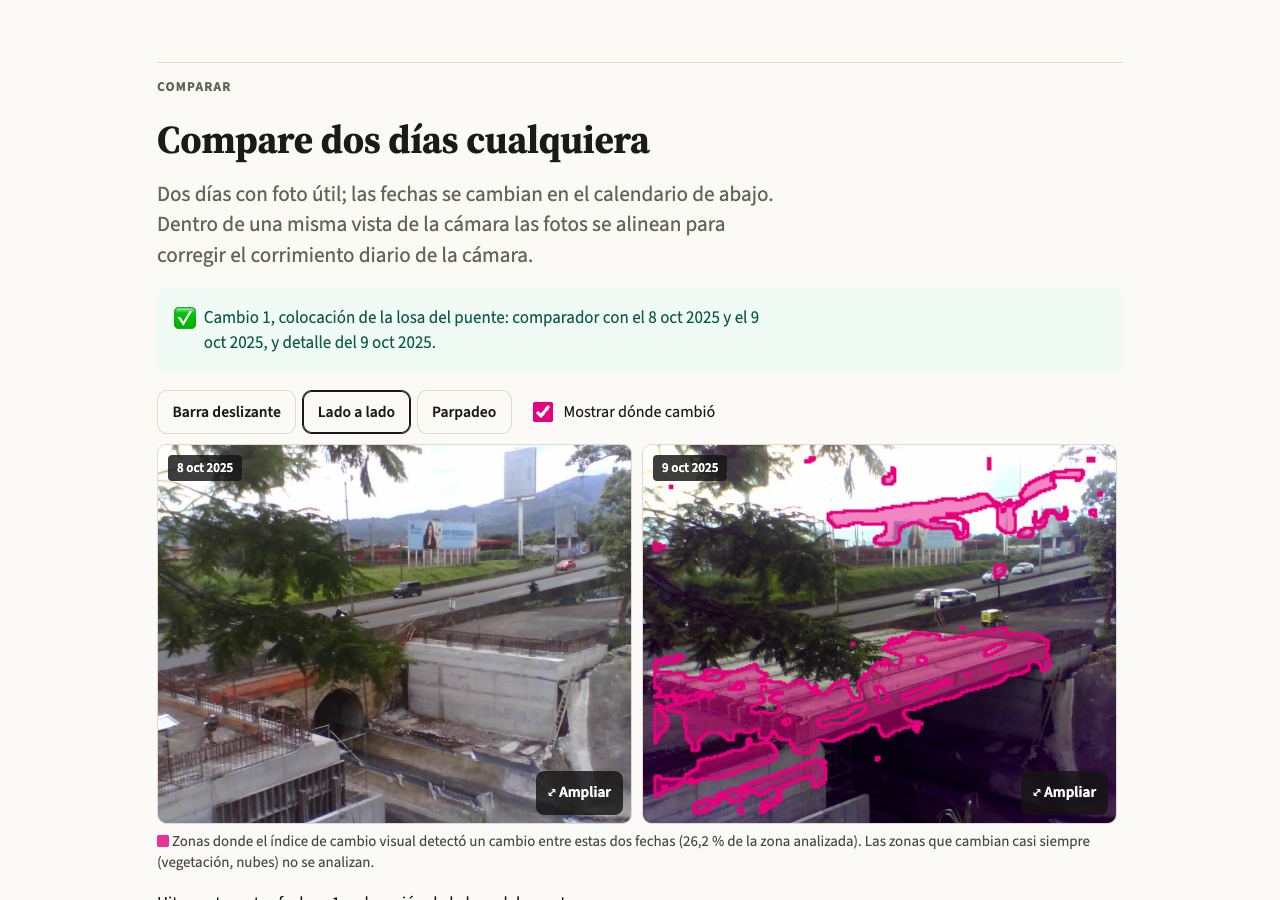 COMPARAR
Compare dos días cualquiera
Dos días con foto útil; las fechas se cambian en el calendario de abajo.
Dentro de una misma vista de la cámara las fotos se alinean para
corregir el corrimiento diario de la cámara.
Cambio 1, colocación de la losa del puente: comparador con el 8 oct 2025 y el 9
oct 2025, y detalle del 9 oct 2025.
Barra deslizante
Lado a lado
Parpadeo
Mostrar dónde cambió
8 oct 2025
9 oct 2025
Ampliar
Ampliar
Zonas donde el índice de cambio visual detectó un cambio entre estas dos fechas (26,2 % de la zona analizada). Las zonas que cambian casi siempre
(vegetación, nubes) no se analizan.